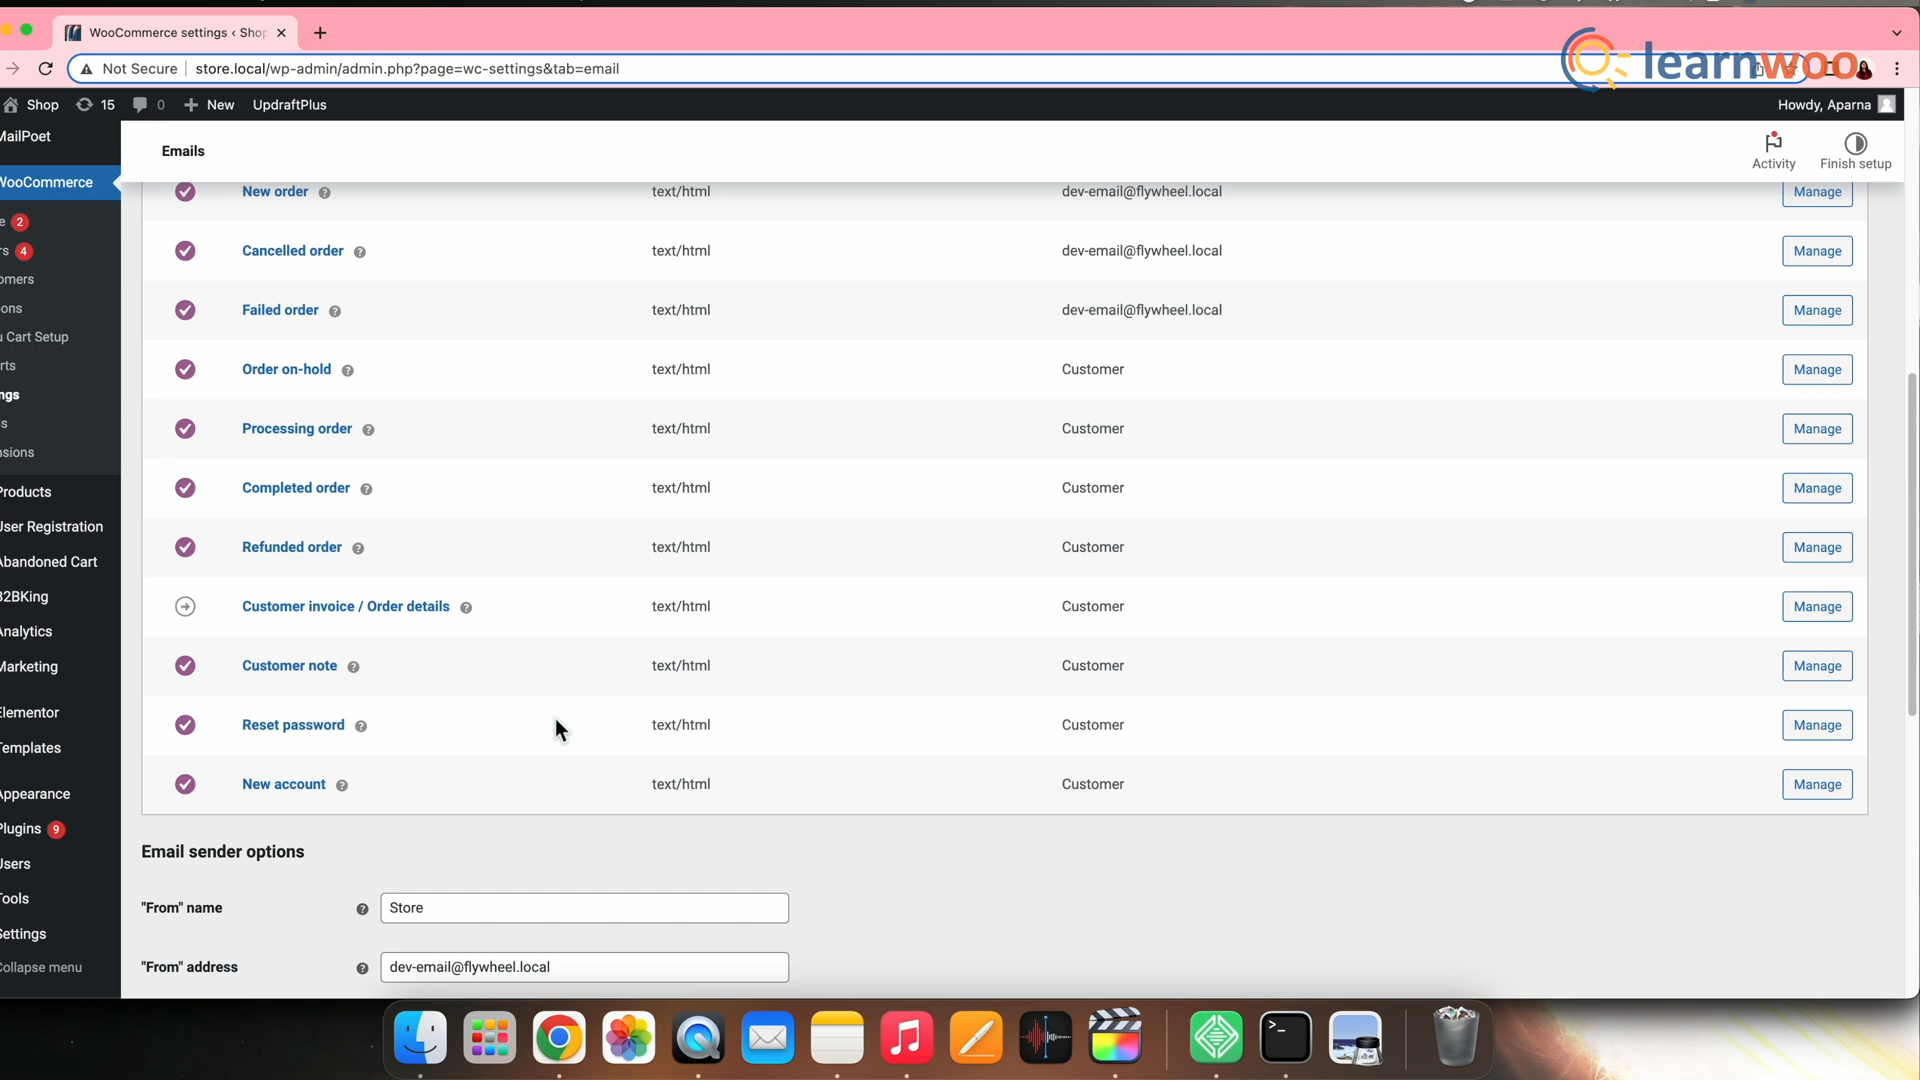 WooCommerce settings ‹ Shop
Not Secure store.local/wp-admin/admin.php?page=wc-settings&tab=email
learnwoo
Shop 15 0 New UpdraftPlus Howdy, Aparna
MailPoet
Emails
Activity
Finish setup
WooCommerce
New order text/html dev-email@flywheel.local Manage
e 2
rs 4
Cancelled order text/html dev-email@flywheel.local Manage
omers
ons
Failed order text/html dev-email@flywheel.local Manage
u Cart Setup
rts
Order on-hold text/html Customer Manage
ngs
s
Processing order text/html Customer Manage
nsions
Products
Completed order text/html Customer Manage
User Registration
Abandoned Cart
Refunded order text/html Customer Manage
B2BKing
Customer invoice / Order details text/html Customer Manage
Analytics
Marketing
Customer note text/html Customer Manage
Elementor
Reset password text/html Customer Manage
Templates
New account text/html Customer Manage
Appearance
Plugins 9
Email sender options
Users
Tools
"From" name Store
Settings
Collapse menu
"From" address dev-email@flywheel.local